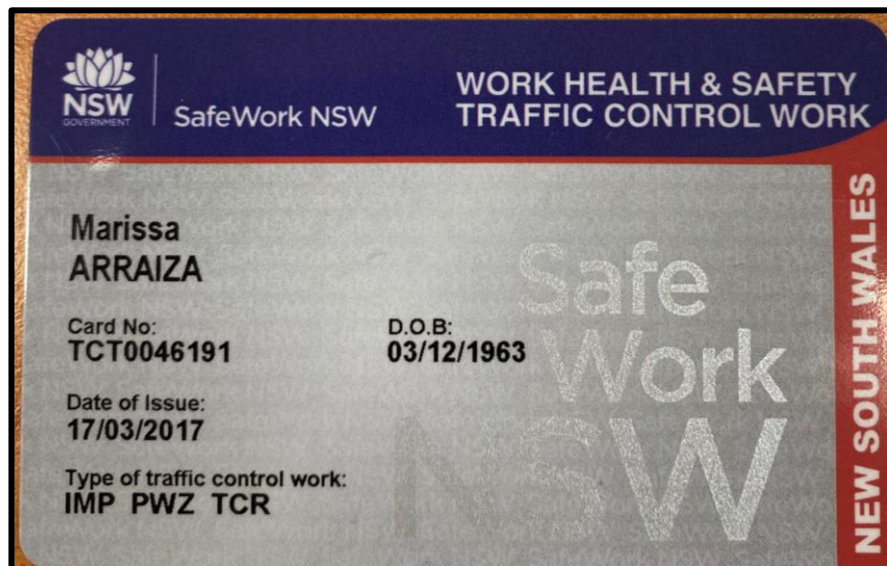 NSW
GOVERNMENT
SafeWork NSW
WORK HEALTH & SAFETY
TRAFFIC CONTROL WORK
Marissa
ARRAIZA
Card No:
TCT0046191
D.O.B:
03/12/1963
Date of Issue:
17/03/2017
Type of traffic control work:
IMP PWZ TCR
Safe
Work
NSW
NEW SOUTH WALES